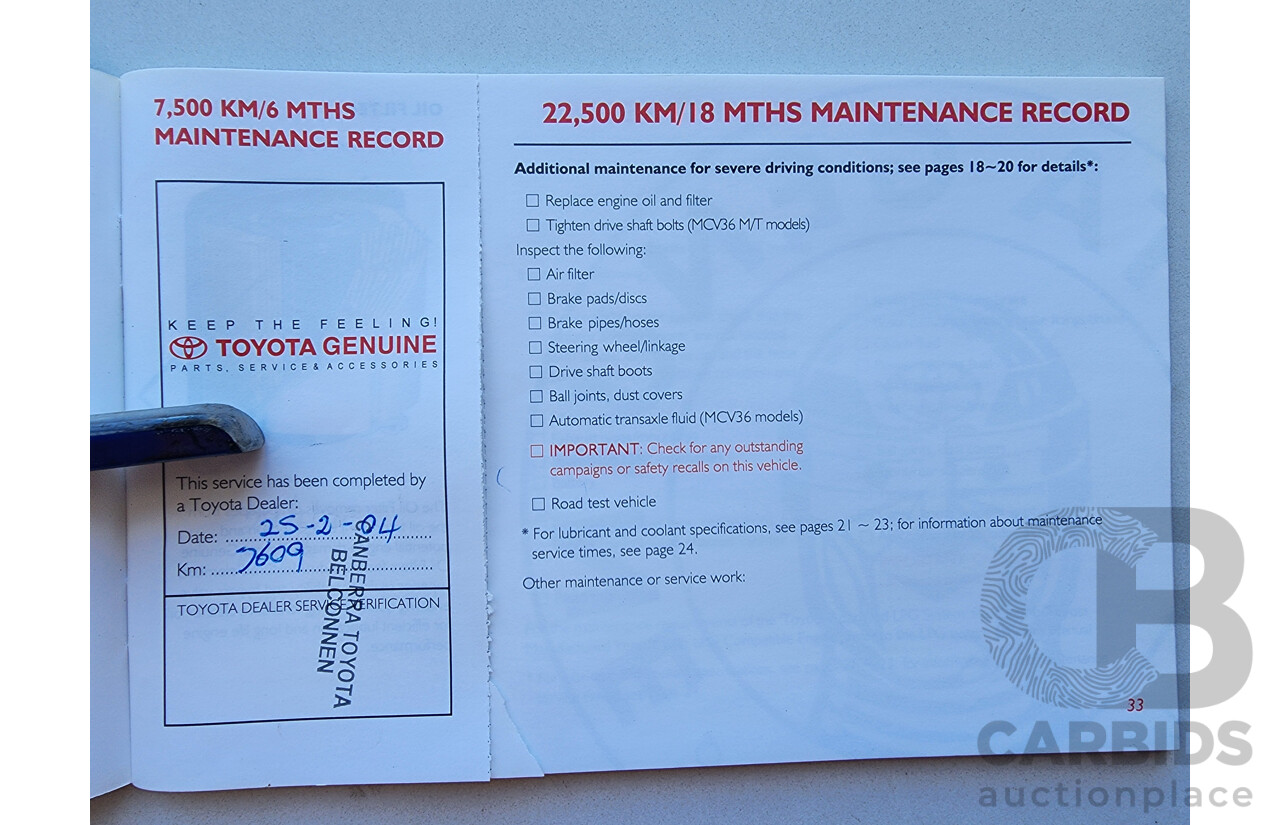 7,500 KM/6 MTHS
MAINTENANCE RECORD
KEEP THE FEELING!
TOYOTA GENUINE
PARTS, SERVICE & ACCESSORIES
This service has been completed by
a Toyota Dealer:
Date: 25-2-04
Km: 7609
TOYOTA DEALER SERVICE VERIFICATION
CANBERRA TOYOTA
BELCONNEN
22,500 KM/18 MTHS MAINTENANCE RECORD
Additional maintenance for severe driving conditions; see pages 18~20 for details*:
Replace engine oil and filter
Tighten drive shaft bolts (MCV36 M/T models)
Inspect the following:
Air filter
Brake pads/discs
Brake pipes/hoses
Steering wheel/linkage
Drive shaft boots
Ball joints, dust covers
Automatic transaxle fluid (MCV36 models)
IMPORTANT: Check for any outstanding
campaigns or safety recalls on this vehicle.
Road test vehicle
* For lubricant and coolant specifications, see pages 21 ~ 23; for information about maintenance
service times, see page 24.
Other maintenance or service work:
33
CB
CARBIDS
auctionplace